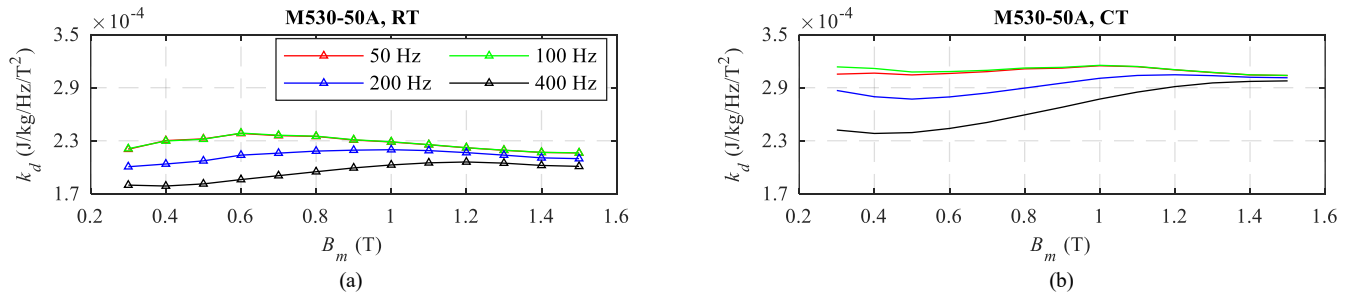 M530-50A, RT
×10⁻⁴
3.5
2.9
2.3
1.7
k_d (J/kg/Hz/T²)
50 Hz
100 Hz
200 Hz
400 Hz
0.2 0.4 0.6 0.8 1 1.2 1.4 1.6
B_m (T)
(a)
M530-50A, CT
×10⁻⁴
3.5
2.9
2.3
1.7
k_d (J/kg/Hz/T²)
0.2 0.4 0.6 0.8 1 1.2 1.4 1.6
B_m (T)
(b)